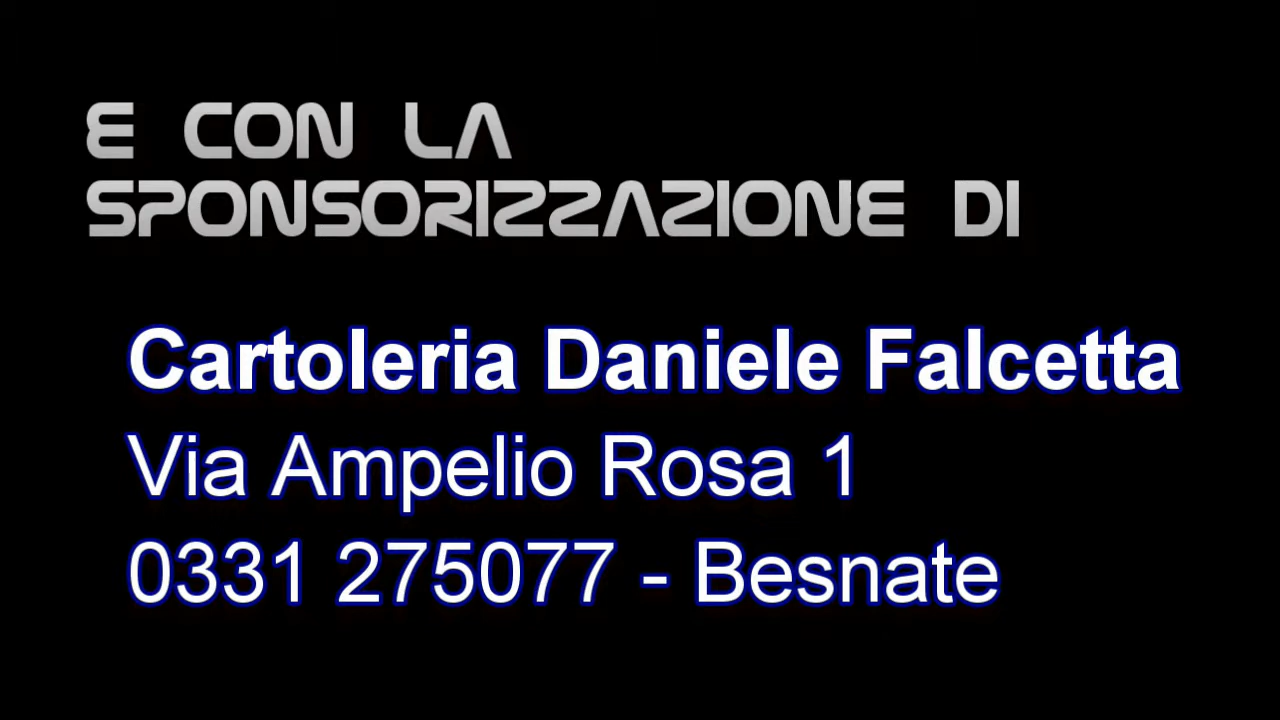 E CON LA
SPONSORIZZAZIONE DI
Cartoleria Daniele Falcetta
Via Ampelio Rosa 1
0331 275077 - Besnate